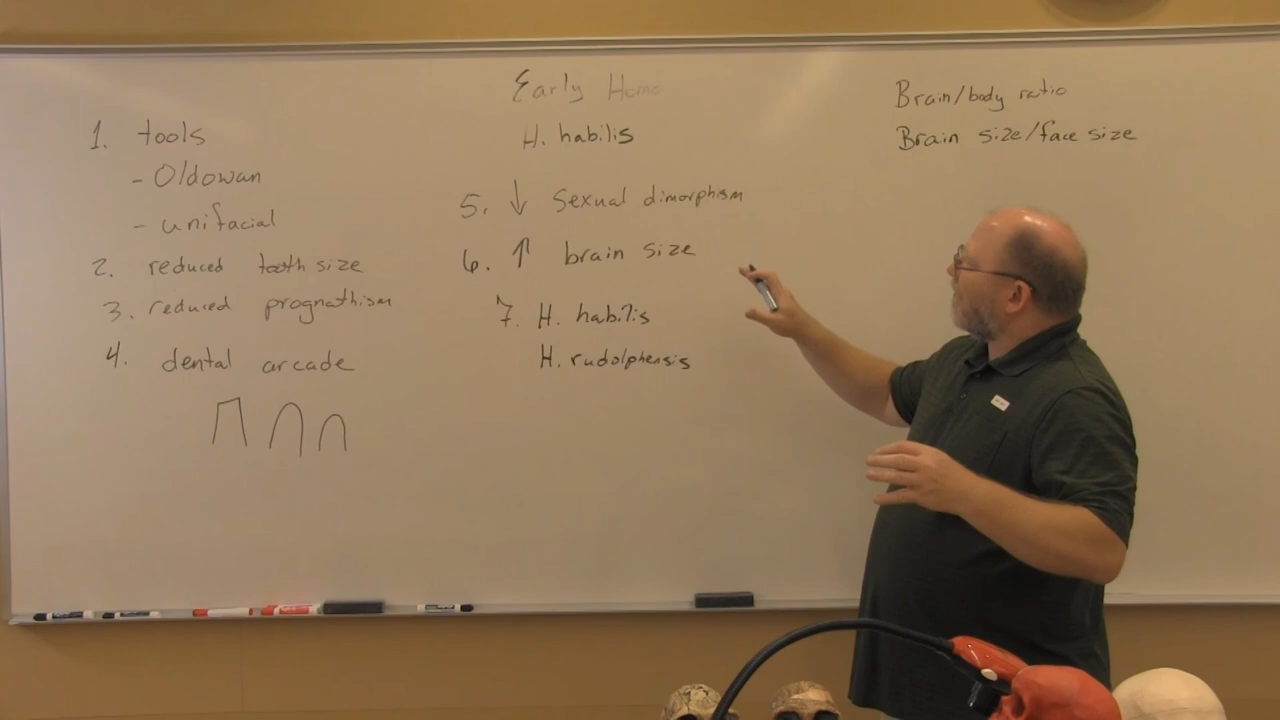 Early Homo
H. habilis
1. tools
- Oldowan
- unifacial
2. reduced tooth size
3. reduced prognathism
4. dental arcade
5. ↓ Sexual dimorphism
6. ↑ brain size
7. H. habilis
H. rudolphensis
Brain/body ratio
Brain size/face size